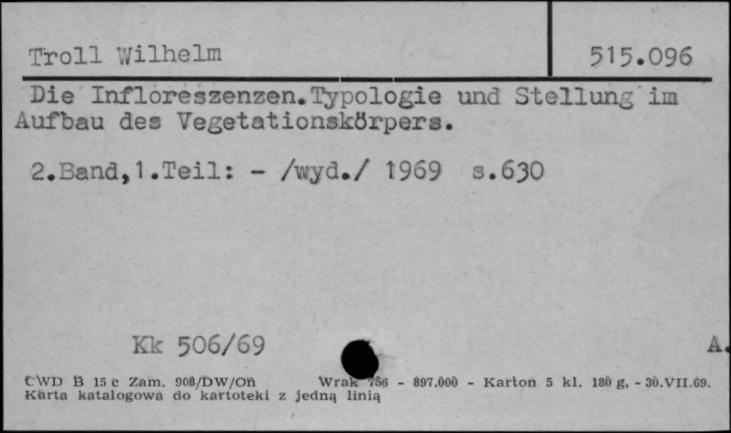 Troll Wilhelm 515.096
Die Infloreszenzen.Typologie und Stellung im
Aufbau des Vegetationskörpers.
2.Band,1.Teil: - /wyd./ 1969 s.630
Kk 506/69 A.
CWD B 15 c Zam. 908/DW/Oń Wrak 756 - 897.000 - Karton 5 kl. 180 g, - 30.VII.69.
Karta katalogowa do kartoteki z jedną linią